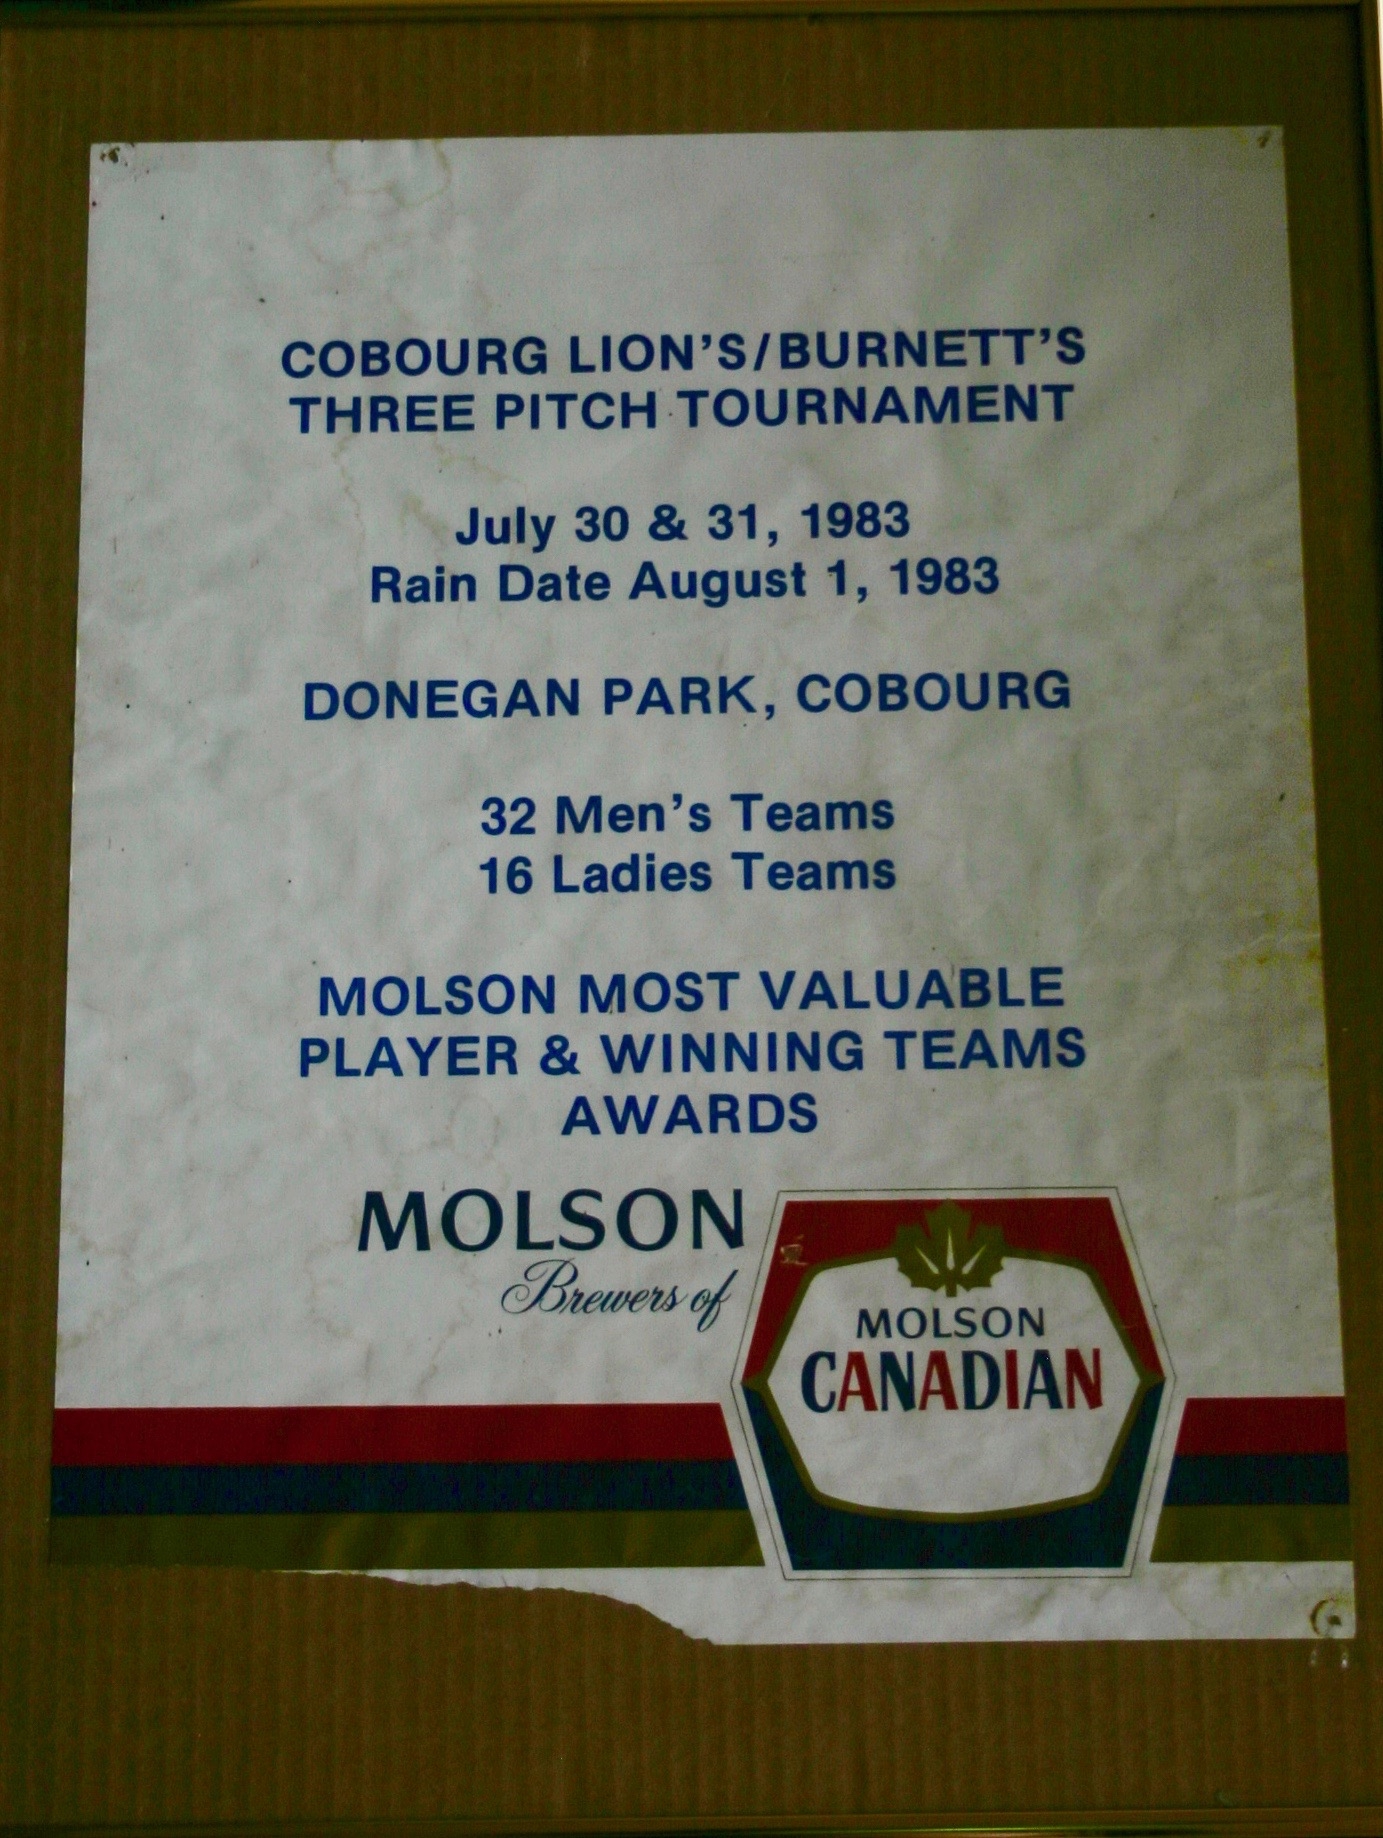 COBOURG LION'S/BURNETT'S
THREE PITCH TOURNAMENT
July 30 & 31, 1983
Rain Date August 1, 1983
DONEGAN PARK, COBOURG
32 Men's Teams
16 Ladies Teams
MOLSON MOST VALUABLE
PLAYER & WINNING TEAMS
AWARDS
MOLSON
Brewers of
MOLSON
CANADIAN